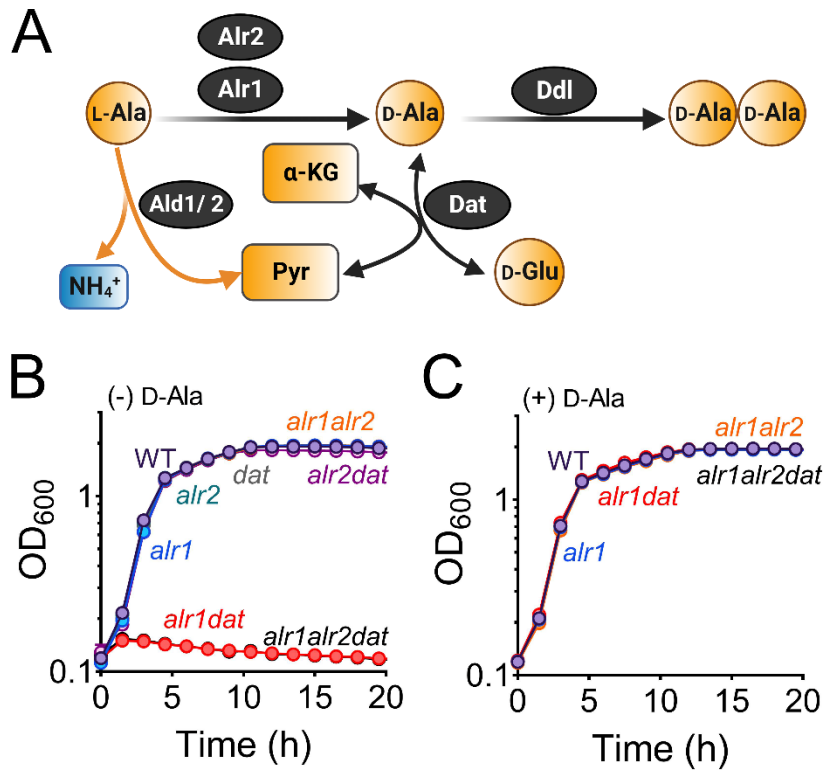 A
Alr2
Alr1
L-Ala
D-Ala
Ddl
D-Ala D-Ala
α-KG
Ald1/ 2
Dat
NH₄⁺
Pyr
D-Glu
B
(-) D-Ala
alr1alr2
WT
dat
alr2dat
alr2
alr1
alr1dat
alr1alr2dat
OD₆₀₀
1
0.1
0 5 10 15 20
Time (h)
C
(+) D-Ala
alr1alr2
WT
alr1alr2dat
alr1dat
alr1
OD₆₀₀
1
0.1
0 5 10 15 20
Time (h)